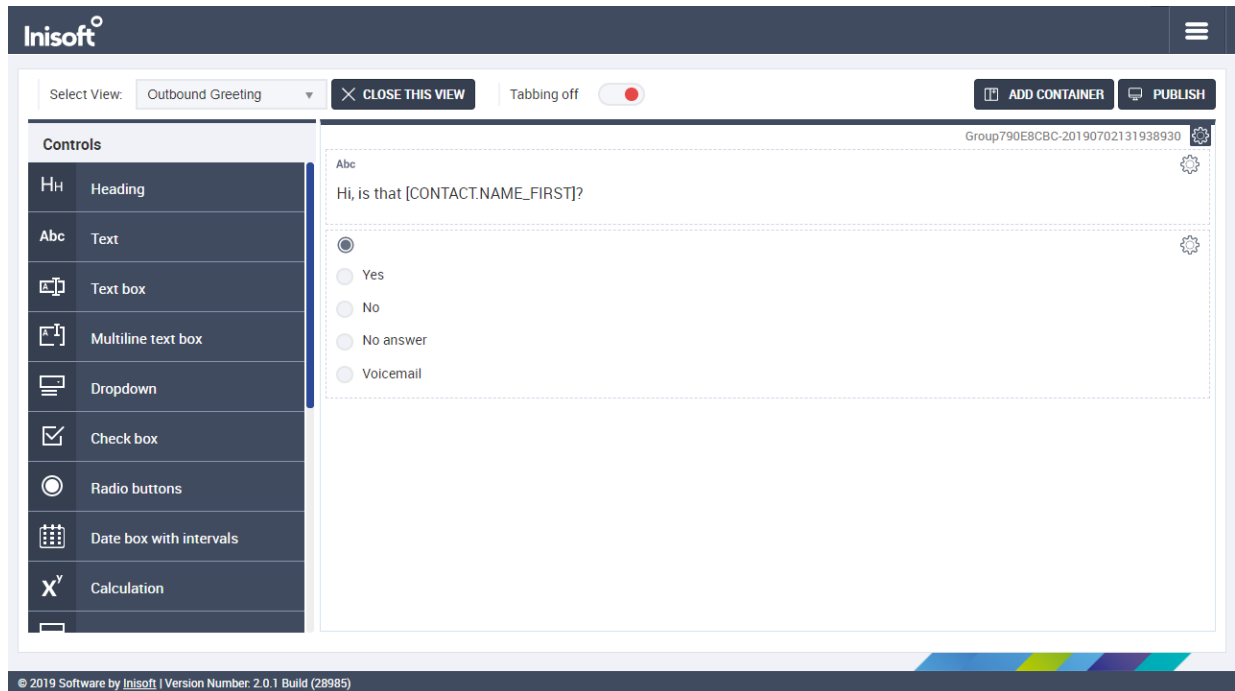 Inisoft
Select View: Outbound Greeting CLOSE THIS VIEW Tabbing off ADD CONTAINER PUBLISH
Controls
Group790E8CBC-20190702131938930
HH Heading
Abc Text
A Text box
A Multiline text box
Dropdown
Check box
Radio buttons
Date box with intervals
Xy Calculation
Abc
Hi, is that [CONTACT.NAME_FIRST]?
Yes
No
No answer
Voicemail
© 2019 Software by Inisoft | Version Number: 2.0.1 Build (28985)